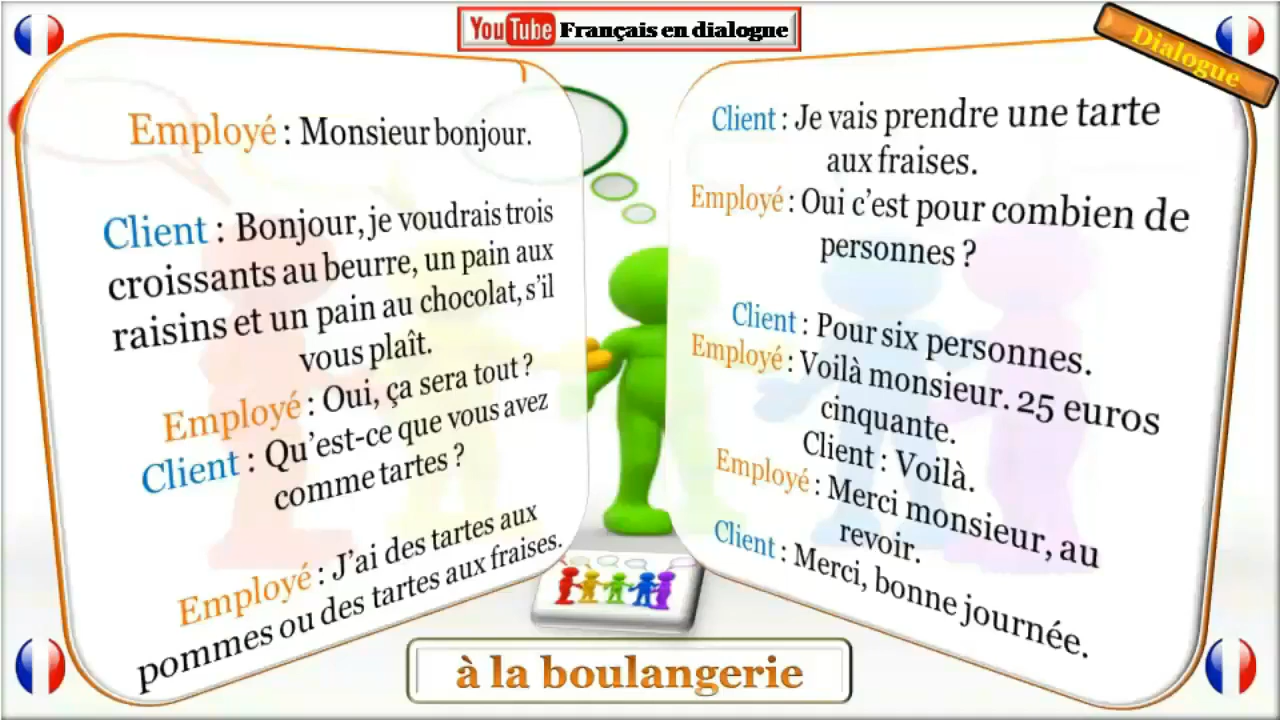 YouTube Français en dialogue
Dialogue
Employé : Monsieur bonjour.
Client : Bonjour, je voudrais trois
croissants au beurre, un pain aux
raisins et un pain au chocolat, s'il
vous plaît.
Employé : Oui, ça sera tout ?
Client : Qu'est-ce que vous avez
comme tartes ?
Employé : J'ai des tartes aux
pommes ou des tartes aux fraises.
Client : Je vais prendre une tarte
aux fraises.
Employé : Oui c'est pour combien de
personnes ?
Client : Pour six personnes.
Employé : Voilà monsieur. 25 euros
cinquante.
Client : Voilà.
Employé : Merci monsieur, au
revoir.
Client : Merci, bonne journée.
à la boulangerie